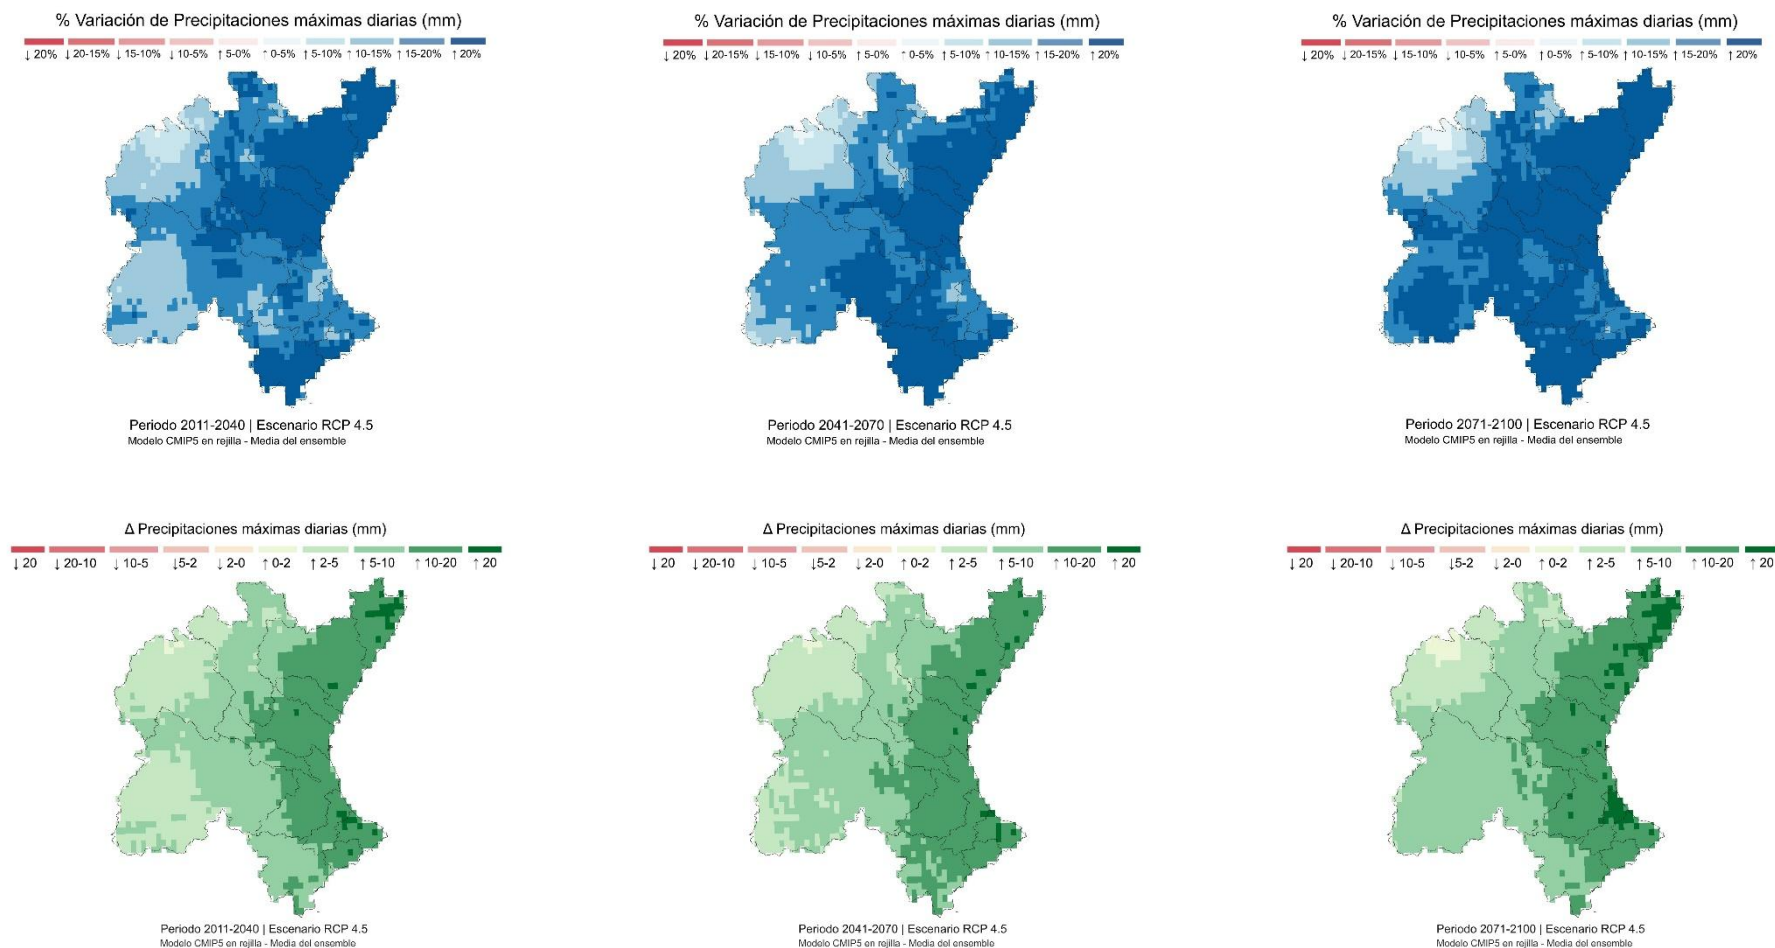 % Variación de Precipitaciones máximas diarias (mm)
↓ 20% ↓ 20-15% ↓ 15-10% ↓ 10-5% ↑ 5-0% ↑ 0-5% ↑ 5-10% ↑ 10-15% ↑ 15-20% ↑ 20%
Periodo 2011-2040 | Escenario RCP 4.5
Modelo CMIP5 en rejilla - Media del ensemble
% Variación de Precipitaciones máximas diarias (mm)
↓ 20% ↓ 20-15% ↓ 15-10% ↓ 10-5% ↑ 5-0% ↑ 0-5% ↑ 5-10% ↑ 10-15% ↑ 15-20% ↑ 20%
Periodo 2041-2070 | Escenario RCP 4.5
Modelo CMIP5 en rejilla - Media del ensemble
% Variación de Precipitaciones máximas diarias (mm)
↓ 20% ↓ 20-15% ↓ 15-10% ↓ 10-5% ↑ 5-0% ↑ 0-5% ↑ 5-10% ↑ 10-15% ↑ 15-20% ↑ 20%
Periodo 2071-2100 | Escenario RCP 4.5
Modelo CMIP5 en rejilla - Media del ensemble
Δ Precipitaciones máximas diarias (mm)
↓ 20 ↓ 20-10 ↓ 10-5 ↓5-2 ↓ 2-0 ↑ 0-2 ↑ 2-5 ↑ 5-10 ↑ 10-20 ↑ 20
Periodo 2011-2040 | Escenario RCP 4.5
Modelo CMIP5 en rejilla - Media del ensemble
Δ Precipitaciones máximas diarias (mm)
↓ 20 ↓ 20-10 ↓ 10-5 ↓5-2 ↓ 2-0 ↑ 0-2 ↑ 2-5 ↑ 5-10 ↑ 10-20 ↑ 20
Periodo 2041-2070 | Escenario RCP 4.5
Modelo CMIP5 en rejilla - Media del ensemble
Δ Precipitaciones máximas diarias (mm)
↓ 20 ↓ 20-10 ↓ 10-5 ↓5-2 ↓ 2-0 ↑ 0-2 ↑ 2-5 ↑ 5-10 ↑ 10-20 ↑ 20
Periodo 2071-2100 | Escenario RCP 4.5
Modelo CMIP5 en rejilla - Media del ensemble